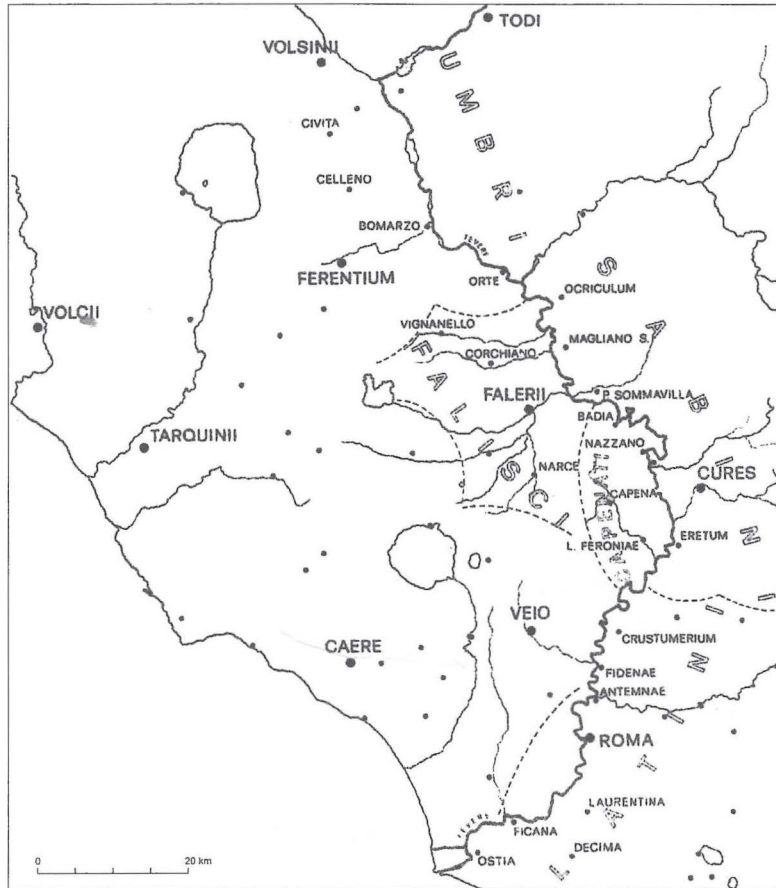 TODI
VOLSINII
UMBRI
CIVITA
CELLENO
BOMARZO
TEVERE
FERENTIUM
ORTE
OCRICULUM
SABINI
VOLCII
VIGNANELLO
MAGLIANO S.
CORCHIANO
FALISCI
P. SOMMAVILLA
FALERII
BADIA
TARQUINII
NAZZANO
NARCE
CURES
CAPENA
CAPENATI
L. FERONIAE
ERETUM
VEIO
CRUSTUMERIUM
CAERE
FIDENAE
ANTEMNAE
ROMA
LATINI
LAURENTINA
TEVERE
FICANA
DECIMA
OSTIA
0 20 km